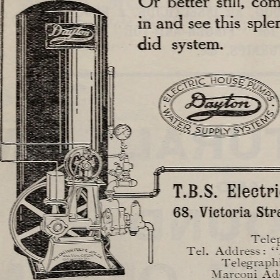 Or better still, com
in and see this splen
did system.
Dayton
ELECTRIC HOUSE PUMPS
Dayton
WATER SUPPLY SYSTEMS
T.B.S. Electri
68, Victoria Stre
Telep
Tel. Address: "
Telegraph
Marconi Ad